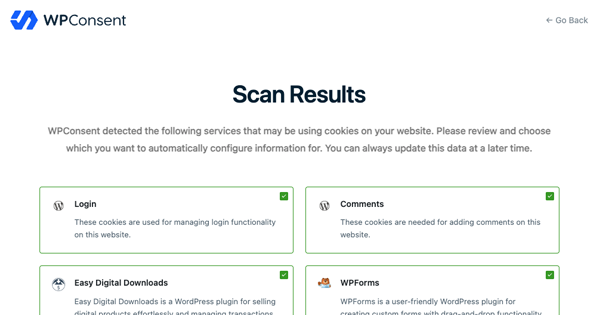 WPConsent
← Go Back
Scan Results
WPConsent detected the following services that may be using cookies on your website. Please review and choose
which you want to automatically configure information for. You can always update this data at a later time.
Login
These cookies are used for managing login functionality
on this website.
Comments
These cookies are needed for adding comments on this
website.
Easy Digital Downloads
Easy Digital Downloads is a WordPress plugin for selling
digital products effortlessly and managing transactions
WPForms
WPForms is a user-friendly WordPress plugin for
creating custom forms with drag-and-drop functionality